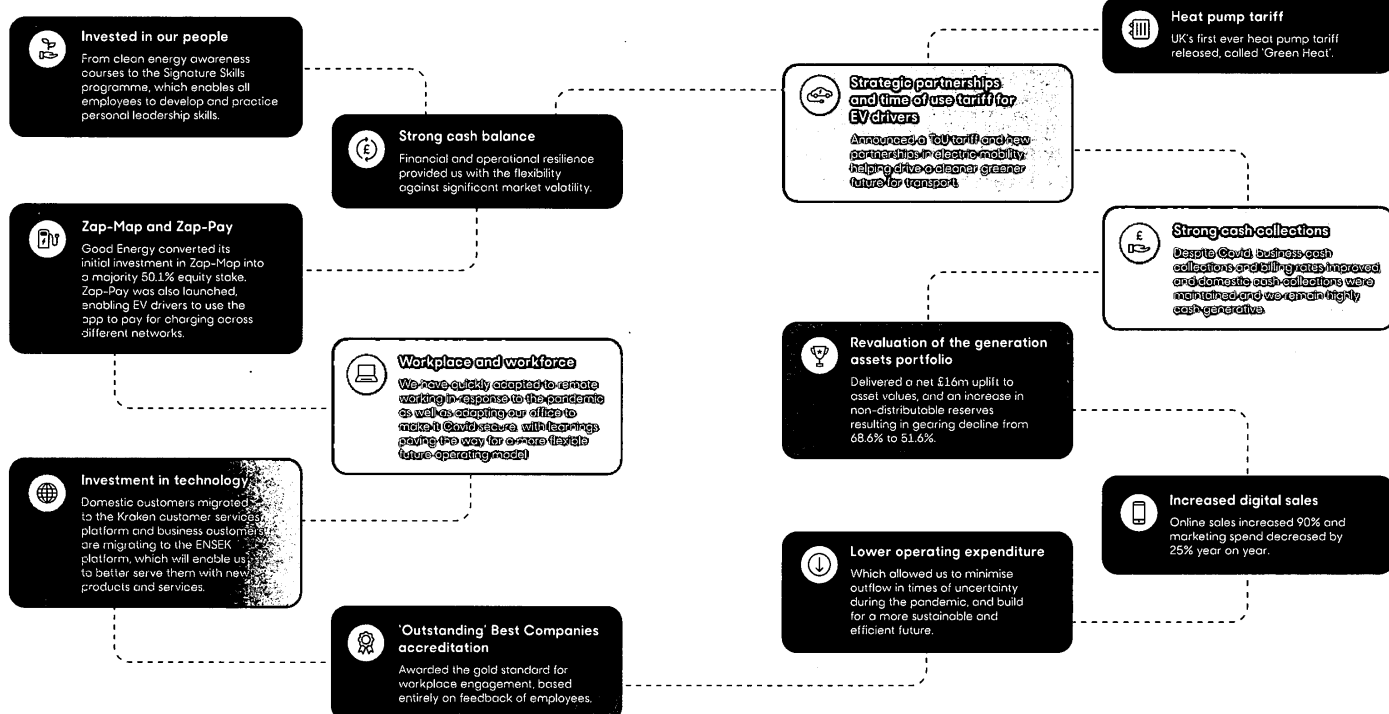 Invested in our people
From clean energy awareness
courses to the Signature Skills
programme, which enables all
employees to develop and practice
personal leadership skills.
Strong cash balance
Financial and operational resilience
provided us with the flexibility
against significant market volatility.
Zap-Map and Zap-Pay
Good Energy converted its
initial investment in Zap-Map into
a majority 50.1% equity stake.
Zap-Pay was also launched,
enabling EV drivers to use the
app to pay for charging across
different networks.
Workplace and workforce
We have quickly adapted to remote
working in response to the pandemic
as well as adapting our office to
make it Covid secure, with learnings
paving the way for a more flexible
future operating model
Investment in technology
Domestic customers migrated
to the Kraken customer services
platform and business customers
are migrating to the ENSEK
platform, which will enable us
to better serve them with new
products and services.
'Outstanding' Best Companies
accreditation
Awarded the gold standard for
workplace engagement, based
entirely on feedback of employees.
Heat pump tariff
UK's first ever heat pump tariff
released, called 'Green Heat'.
Strategic partnerships
and time of use tariff for
EV drivers
Announced a ToU tariff and new
partnerships in electric mobility
helping drive a cleaner greener
future for transport.
Strong cash collections
Despite Covid, business cash
collections and billing rates improved,
and domestic cash collections were
maintained and we remain highly
cash generative.
Revaluation of the generation
assets portfolio
Delivered a net £16m uplift to
asset values, and an increase in
non-distributable reserves
resulting in gearing decline from
68.6% to 51.6%.
Increased digital sales
Online sales increased 90% and
marketing spend decreased by
25% year on year.
Lower operating expenditure
Which allowed us to minimise
outflow in times of uncertainty
during the pandemic, and build
for a more sustainable and
efficient future.